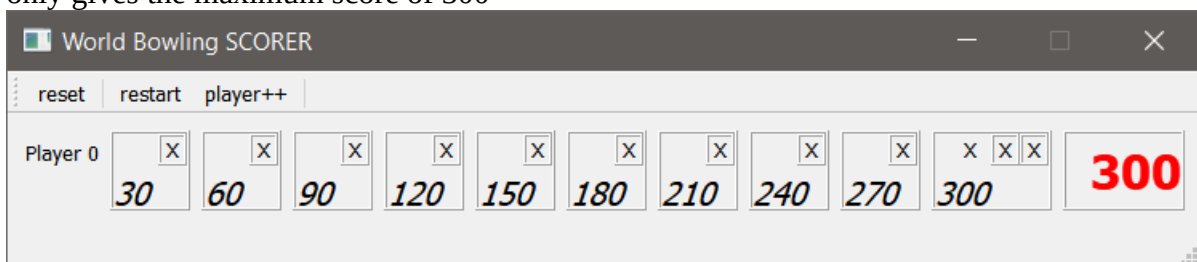 only gives the maximum score of 300
World Bowling SCORER
reset restart player++
Player 0 X X X X X X X X X X X X
30 60 90 120 150 180 210 240 270 300 300